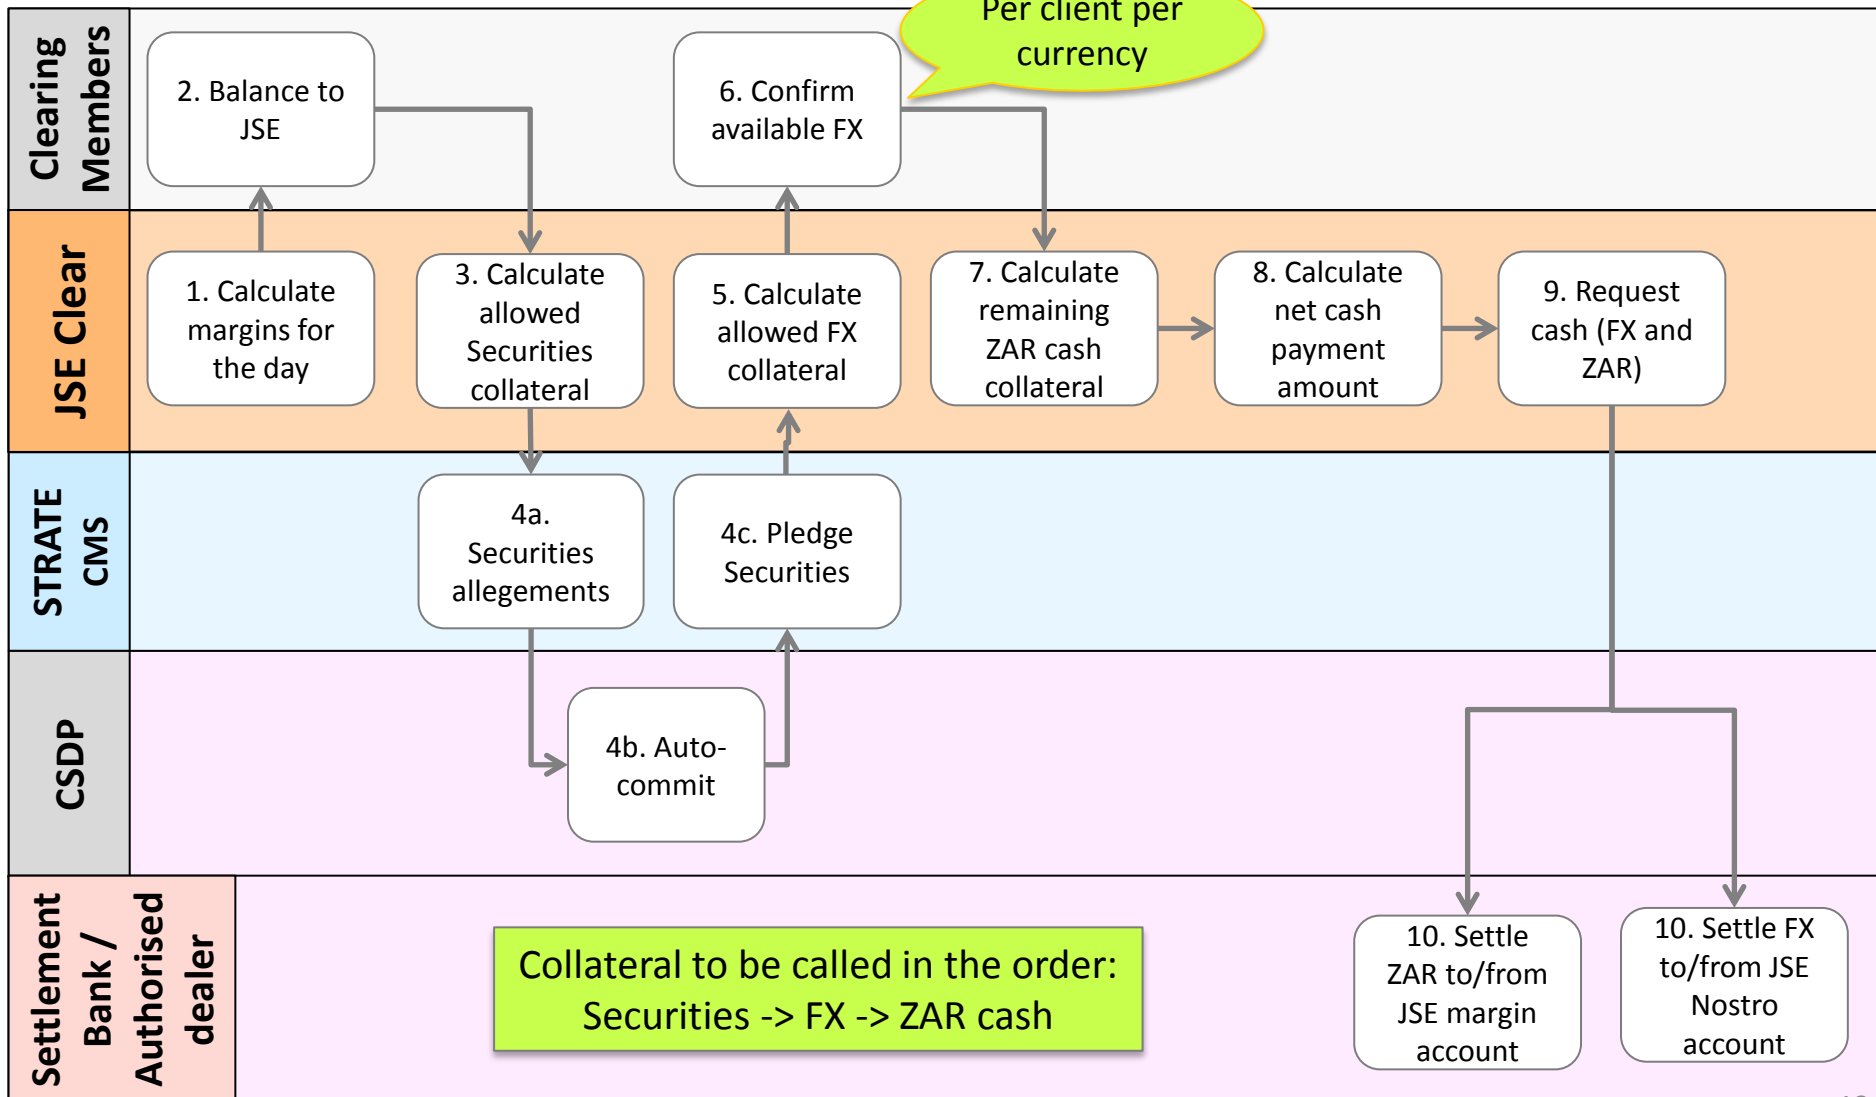 Per client per
currency
Clearing
Members
2. Balance to
JSE
6. Confirm
available FX
JSE Clear
1. Calculate
margins for
the day
3. Calculate
allowed
Securities
collateral
5. Calculate
allowed FX
collateral
7. Calculate
remaining
ZAR cash
collateral
8. Calculate
net cash
payment
amount
9. Request
cash (FX and
ZAR)
STRATE
CMS
4a.
Securities
allegements
4c. Pledge
Securities
CSDP
4b. Auto-
commit
Settlement
Bank /
Authorised
dealer
Collateral to be called in the order:
Securities -> FX -> ZAR cash
10. Settle
ZAR to/from
JSE margin
account
10. Settle FX
to/from JSE
Nostro
account